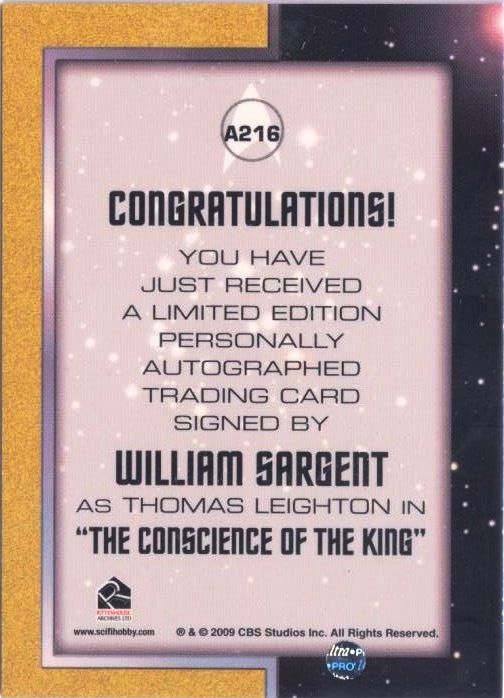 A216
CONGRATULATIONS!
YOU HAVE
JUST RECEIVED
A LIMITED EDITION
PERSONALLY
AUTOGRAPHED
TRADING CARD
SIGNED BY
WILLIAM SARGENT
AS THOMAS LEIGHTON IN
“THE CONSCIENCE OF THE KING”
RITTENHOUSE
ARCHIVES LTD
www.scifihobby.com
® & © 2009 CBS Studios Inc. All Rights Reserved.
PRO